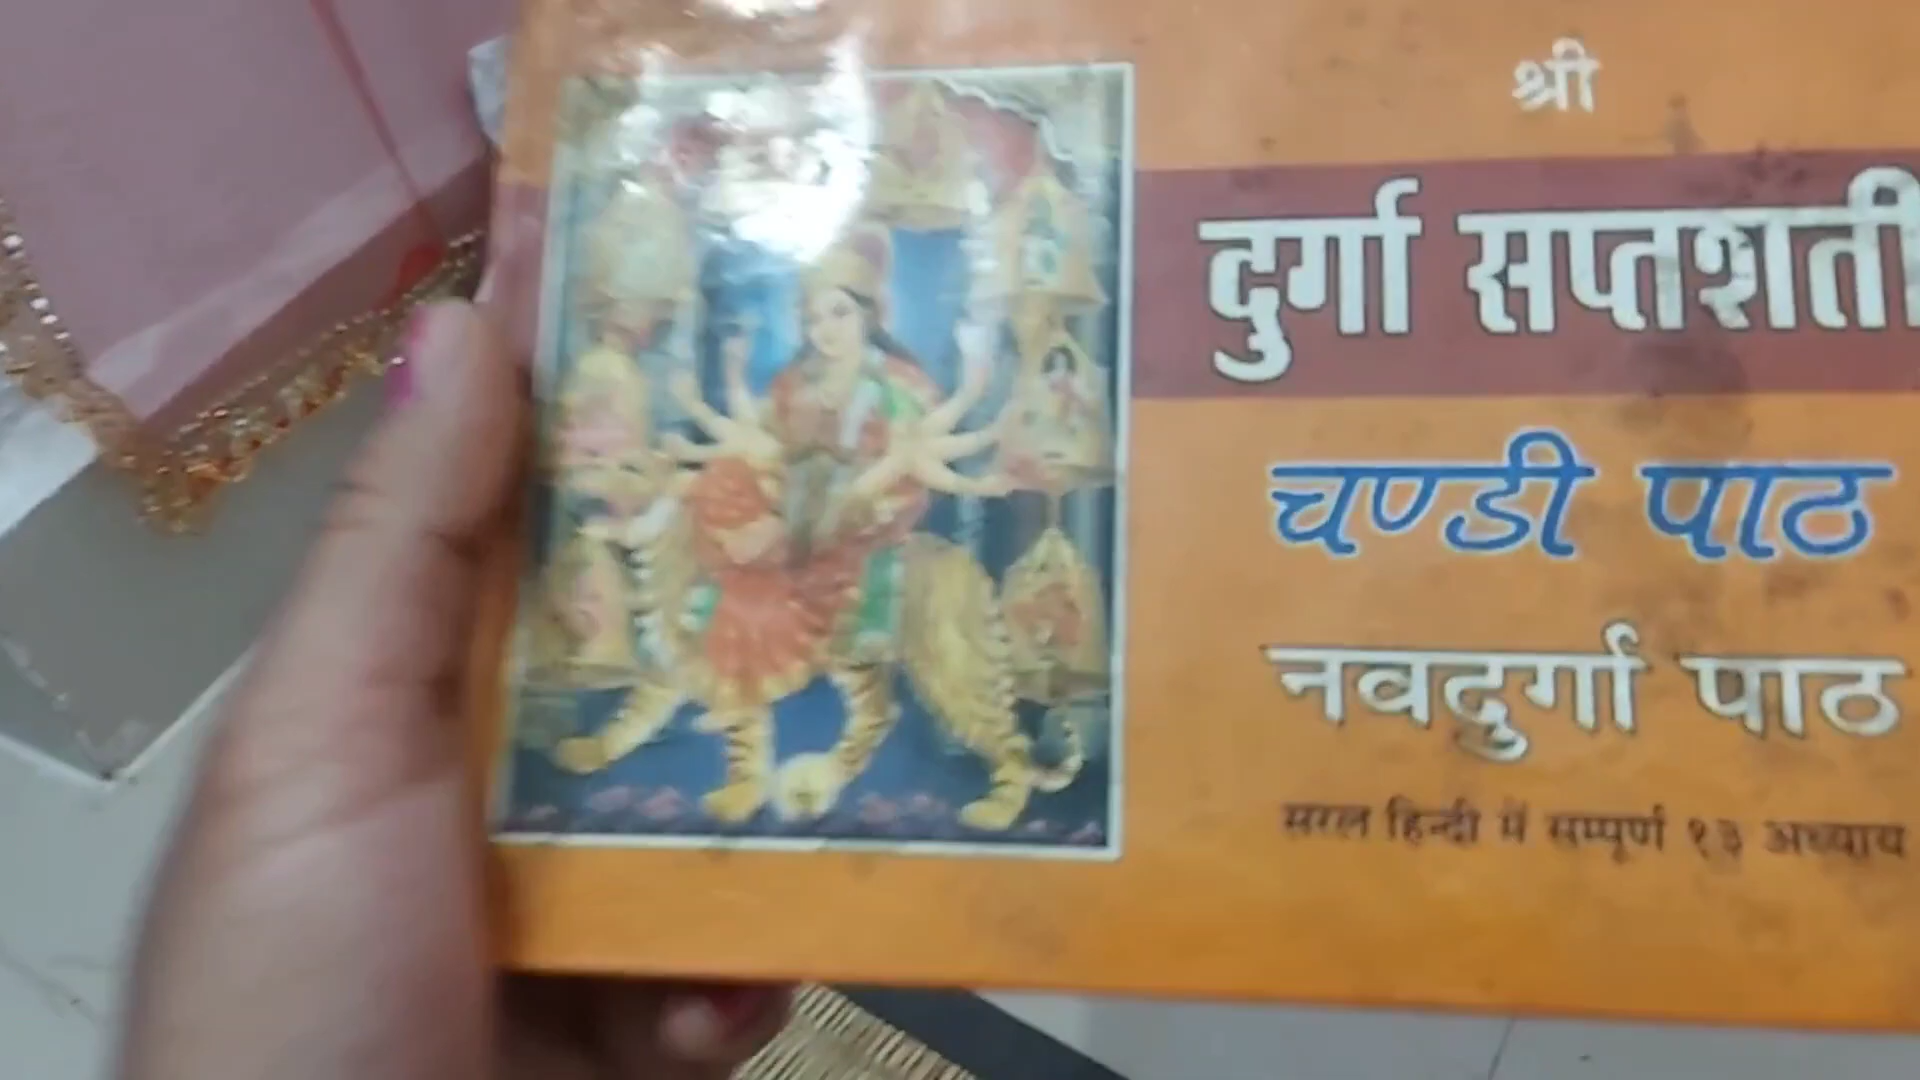 श्री
दुर्गा सप्तशती
चण्डी पाठ
नवदुर्गा पाठ
सरल हिन्दी में सम्पूर्ण १३ अध्याय